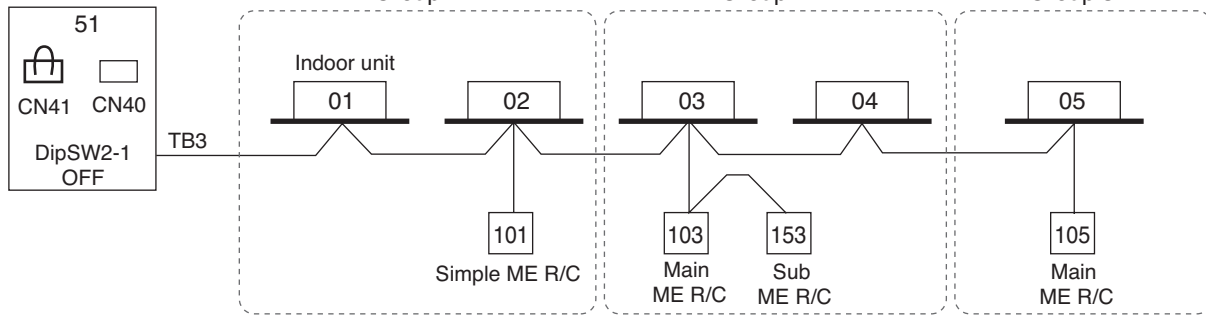 51
CN41 CN40
DipSW2-1
OFF
TB3
Indoor unit
01
02
03
04
05
101
Simple ME R/C
103
Main
ME R/C
153
Sub
ME R/C
105
Main
ME R/C